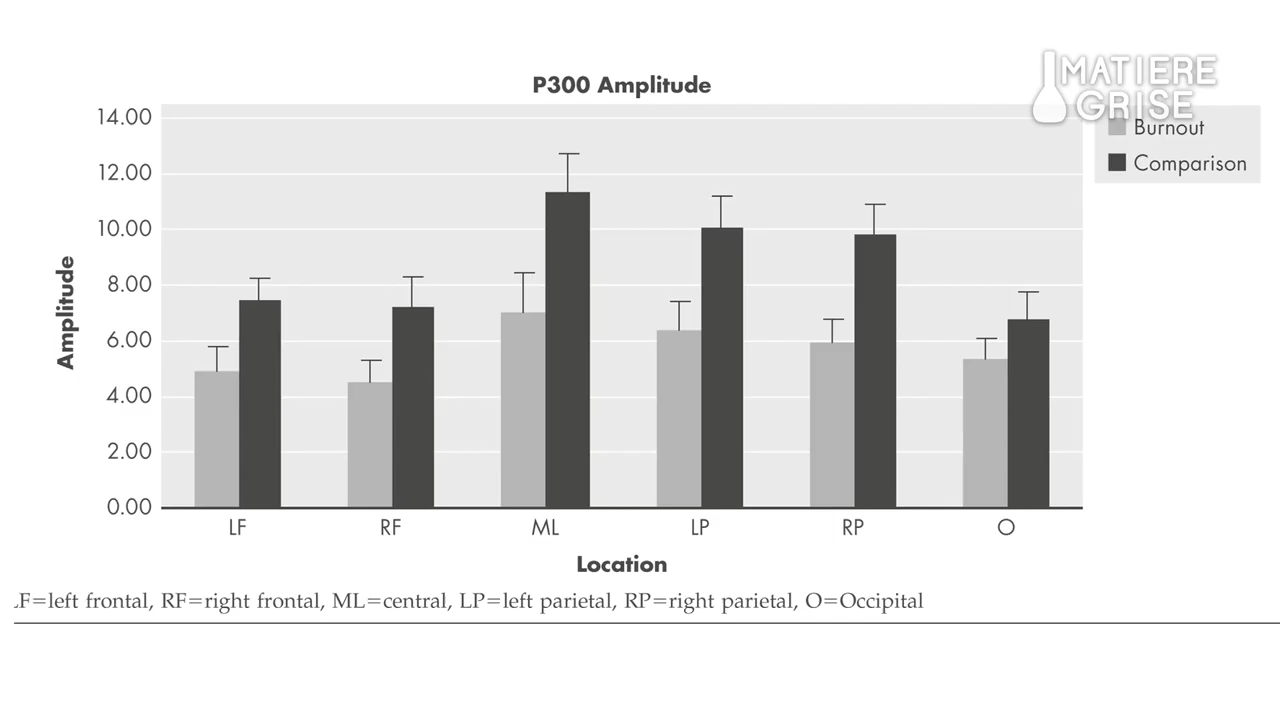 MATIERE
GRISE
P300 Amplitude
14.00
12.00
10.00
8.00
6.00
4.00
2.00
0.00
Amplitude
Burnout
Comparison
LF
RF
ML
LP
RP
O
Location
.F=left frontal, RF=right frontal, ML=central, LP=left parietal, RP=right parietal, O=Occipital